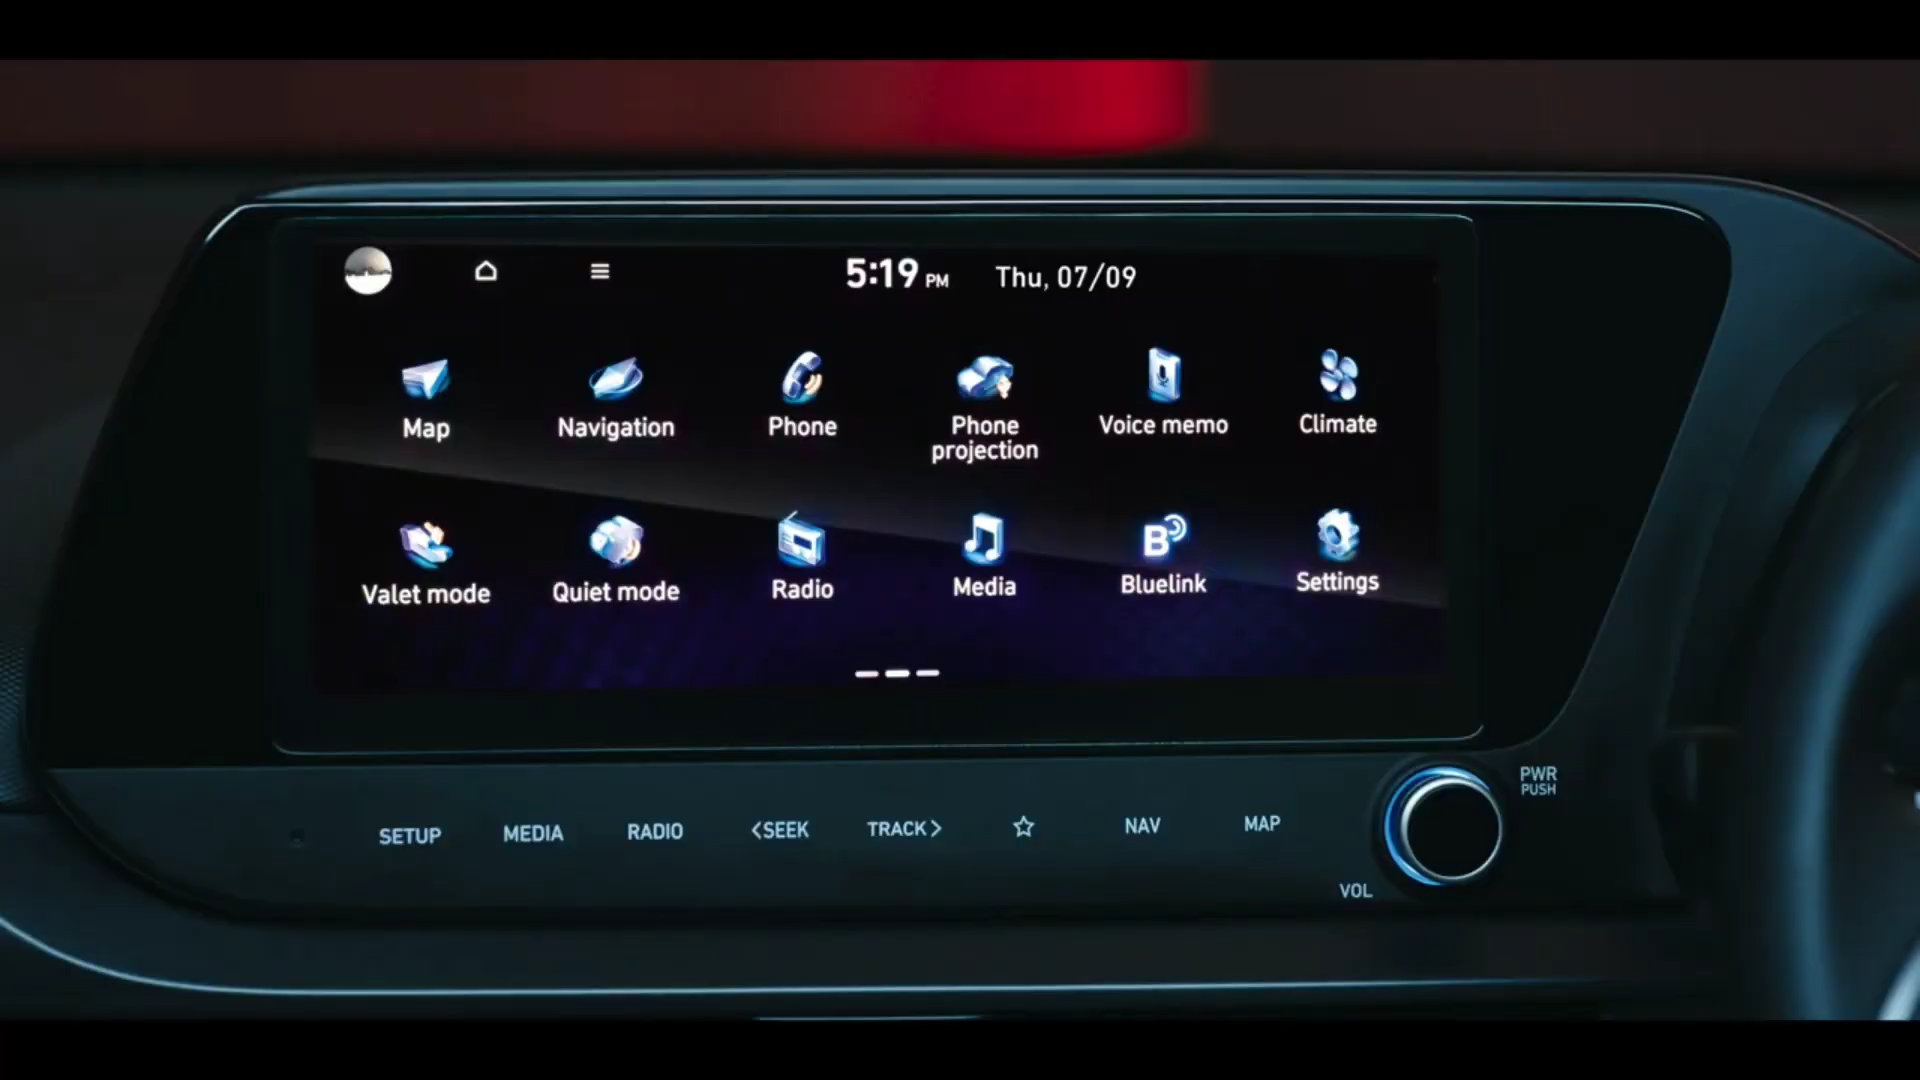 5:19 PM Thu, 07/09
Map Navigation Phone Phone projection Voice memo Climate
Valet mode Quiet mode Radio Media Bluelink Settings
PWR
PUSH
SETUP MEDIA RADIO <SEEK TRACK> ☆ NAV MAP
VOL